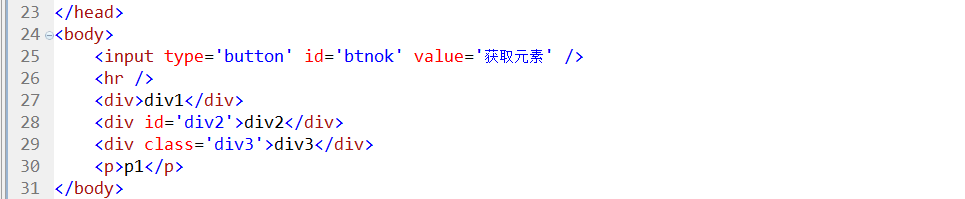 23 </head>
24 <body>
25     <input type='button' id='btnok' value='获取元素' />
26     <hr />
27     <div>div1</div>
28     <div id='div2'>div2</div>
29     <div class='div3'>div3</div>
30     <p>p1</p>
31 </body>